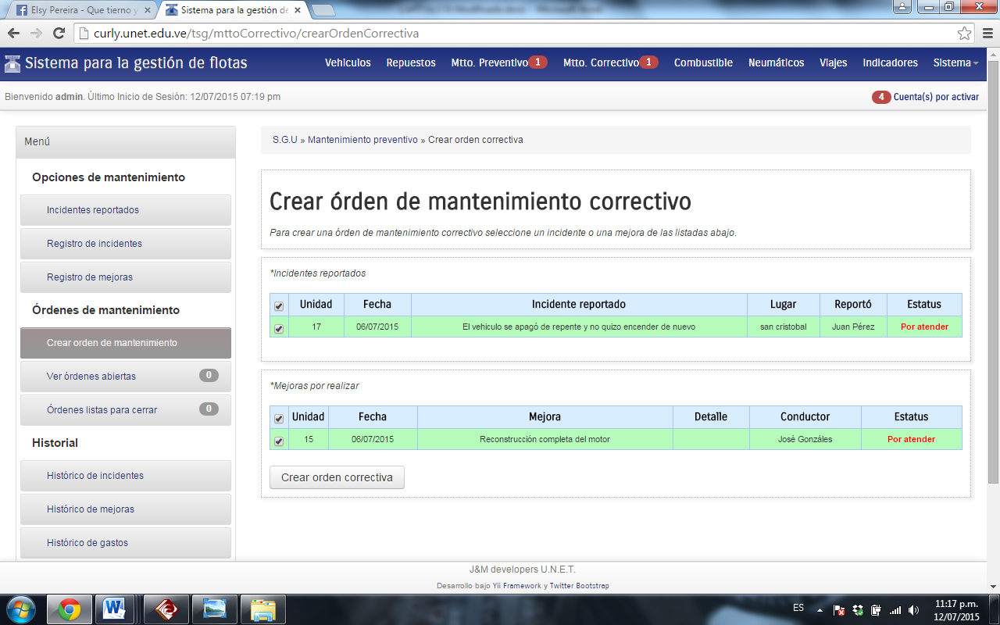 Elsy Pereira - Que tierno y
Sistema para la gestión de
curly.unet.edu.ve/tsg/mttoCorrectivo/crearOrdenCorrectiva
Sistema para la gestión de flotas
Vehículos Repuestos Mtto. Preventivo 1 Mtto. Correctivo 1 Combustible Neumáticos Viajes Indicadores Sistema
Bienvenido admin. Último Inicio de Sesión: 12/07/2015 07:19 pm
4 Cuenta(s) por activar
Menú
Opciones de mantenimiento
Incidentes reportados
Registro de incidentes
Registro de mejoras
Órdenes de mantenimiento
Crear orden de mantenimiento
Ver órdenes abiertas 0
Órdenes listas para cerrar 0
Historial
Histórico de incidentes
Histórico de mejoras
Histórico de gastos
S.G.U » Mantenimiento preventivo » Crear orden correctiva
Crear órden de mantenimiento correctivo
Para crear una órden de mantenimiento correctivo seleccione un incidente o una mejora de las listadas abajo.
*Incidentes reportados
Unidad Fecha Incidente reportado Lugar Reportó Estatus
17 06/07/2015 El vehiculo se apagó de repente y no quizo encender de nuevo san cristobal Juan Pérez Por atender
*Mejoras por realizar
Unidad Fecha Mejora Detalle Conductor Estatus
15 06/07/2015 Reconstrucción completa del motor José Gonzáles Por atender
Crear orden correctiva
J&M developers U.N.E.T.
Desarrollo bajo Yii Framework y Twitter Bootstrap
ES
11:17 p.m.
12/07/2015